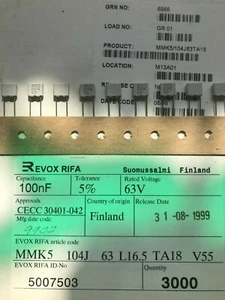 GRN NO: 6986
LOAD NO: GR 01
PRODUCT: MMK5/104J63TA18
LOCATION: M13A01
EVOX RIFA Suomussalmi Finland
Capacitance Tolerance Rated Voltage
100nF 5% 63V
Approvals Country of origin Release Date
CECC 30401-042 Finland 31-08-1999
Mfg date code
EVOX RIFA article code
MMK5 104J 63 L16.5 TA18 V55
EVOX RIFA ID-No Quantity
5007503 3000